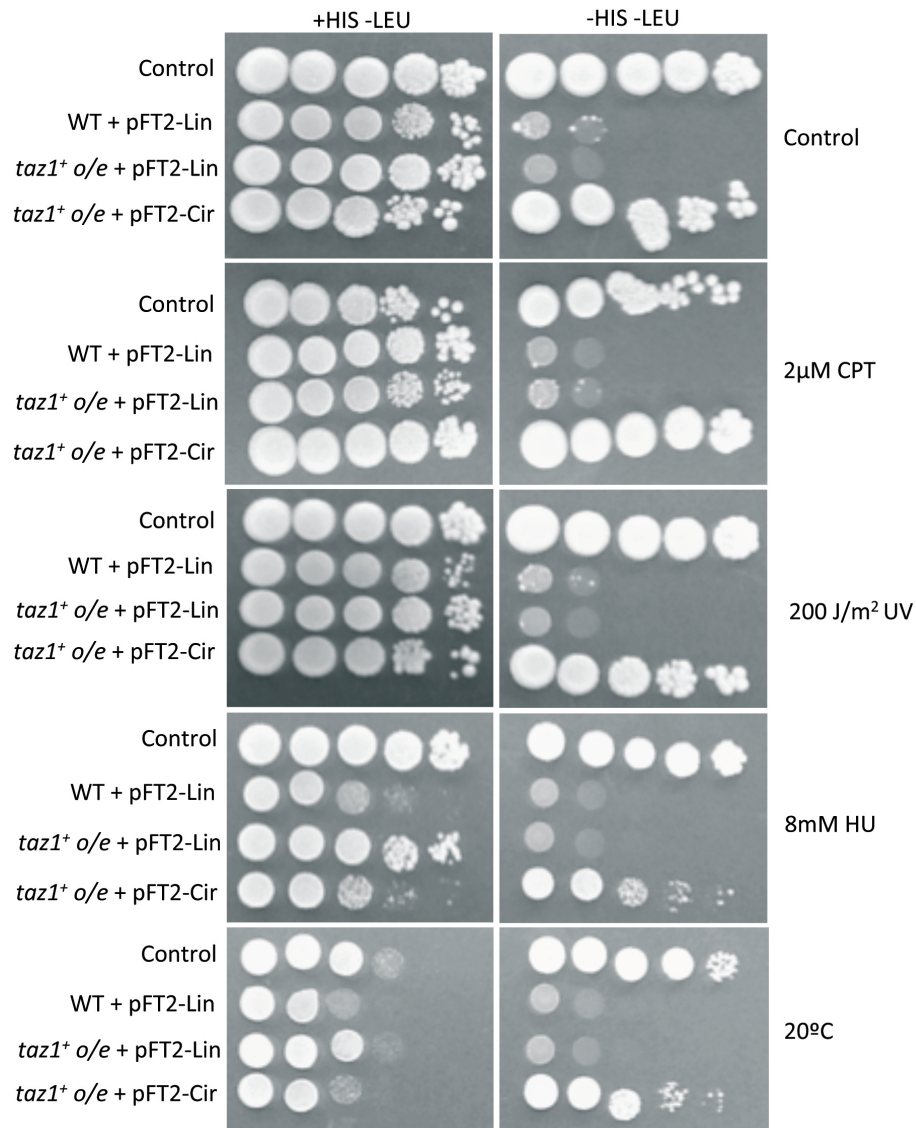 +HIS -LEU -HIS -LEU
Control
WT + pFT2-Lin
taz1+ o/e + pFT2-Lin
taz1+ o/e + pFT2-Cir
Control
Control
WT + pFT2-Lin
taz1+ o/e + pFT2-Lin
taz1+ o/e + pFT2-Cir
2µM CPT
Control
WT + pFT2-Lin
taz1+ o/e + pFT2-Lin
taz1+ o/e + pFT2-Cir
200 J/m² UV
Control
WT + pFT2-Lin
taz1+ o/e + pFT2-Lin
taz1+ o/e + pFT2-Cir
8mM HU
Control
WT + pFT2-Lin
taz1+ o/e + pFT2-Lin
taz1+ o/e + pFT2-Cir
20ºC